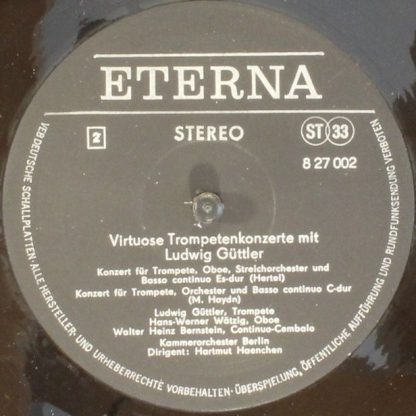 ETERNA
2
STEREO
ST 33
8 27 002
Virtuose Trompetenkonzerte mit
Ludwig Güttler
Konzert für Trompete, Oboe, Streichorchester und
Basso continuo Es-dur (Hertel)
Konzert für Trompete, Orchester und Basso continuo C-dur
(M. Haydn)
Ludwig Güttler, Trompete
Hans-Werner Wätzig, Oboe
Walter Heinz Bernstein, Continuo-Cembalo
Kammerorchester Berlin
Dirigent: Hartmut Haenchen
VEB DEUTSCHE SCHALLPLATTEN · ALLE HERSTELLER- UND URHEBERRECHTE VORBEHALTEN · ÜBERSPIELUNG, ÖFFENTLICHE AUFFÜHRUNG UND RUNDFUNKSENDUNG VERBOTEN